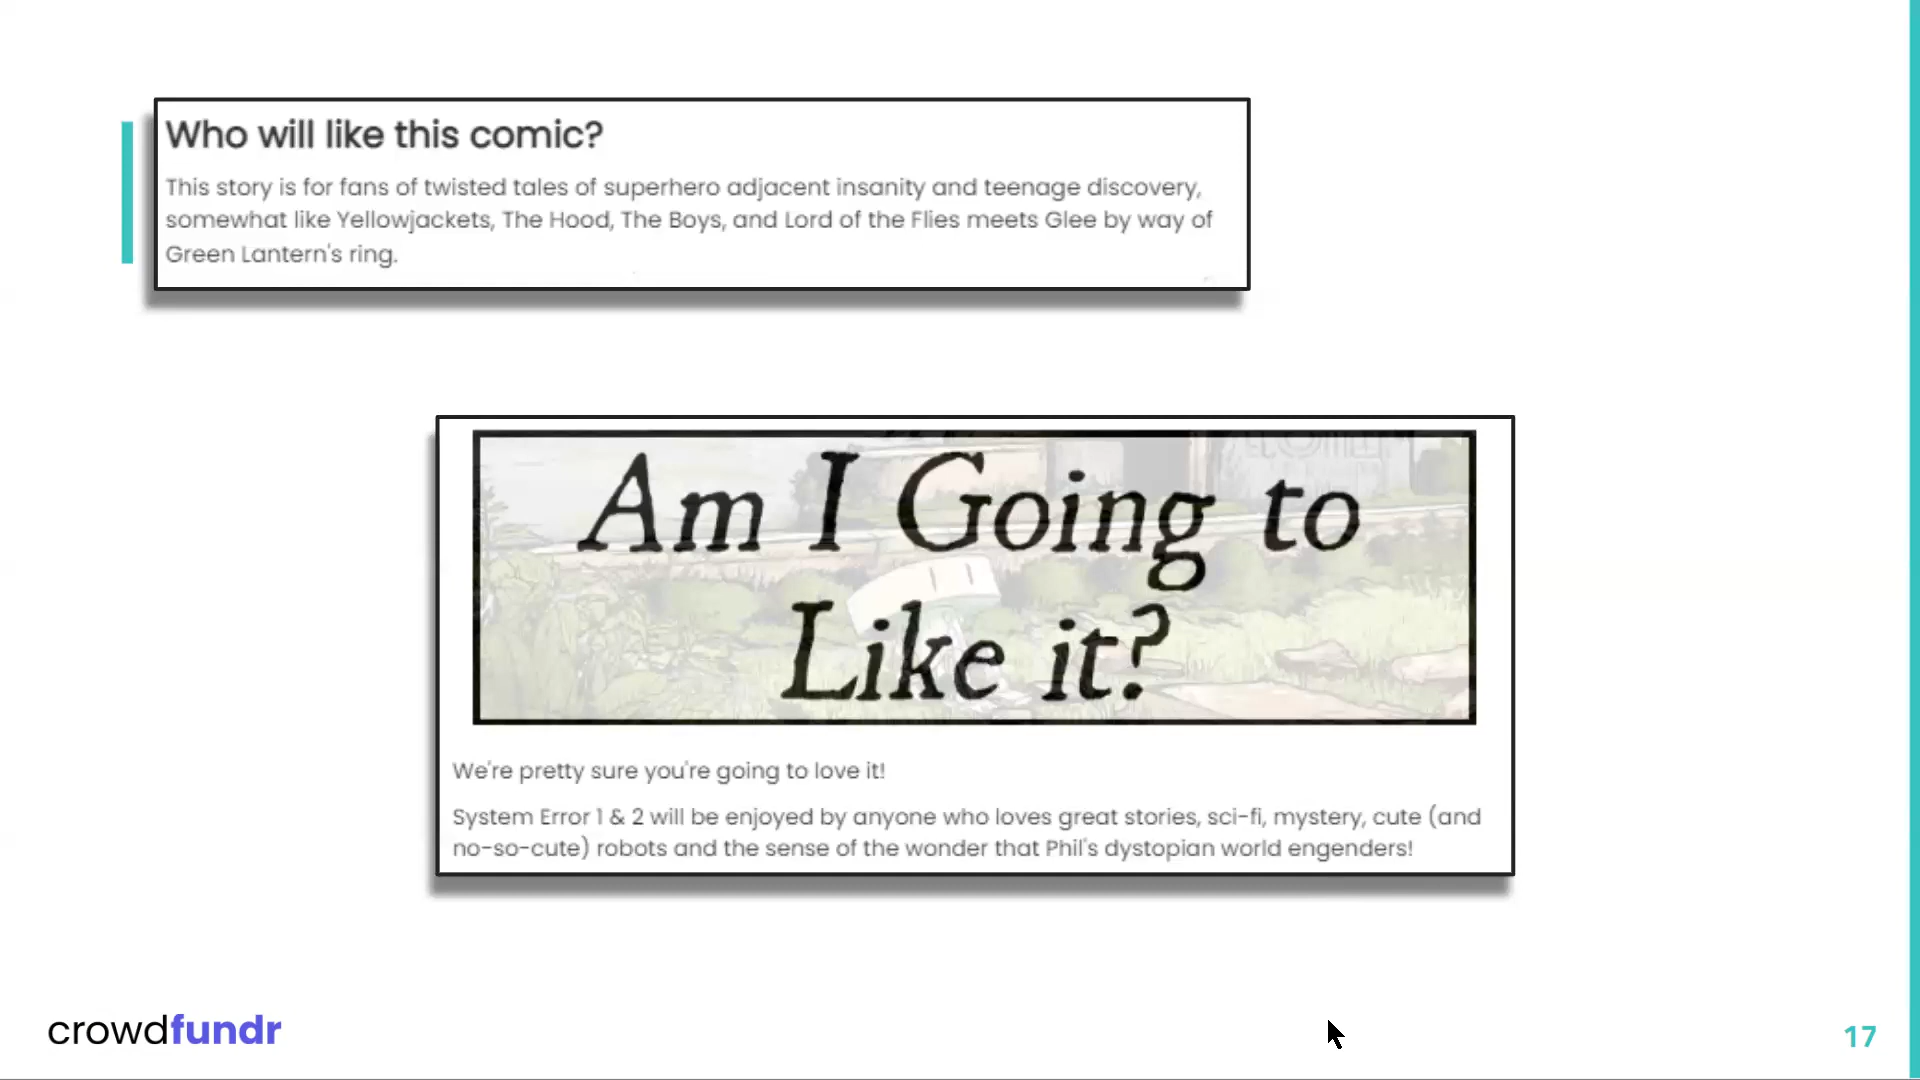 Who will like this comic?
This story is for fans of twisted tales of superhero adjacent insanity and teenage discovery,
somewhat like Yellowjackets, The Hood, The Boys, and Lord of the Flies meets Glee by way of
Green Lantern's ring.
Am I Going to
Like it?
We're pretty sure you're going to love it!
System Error 1 & 2 will be enjoyed by anyone who loves great stories, sci-fi, mystery, cute (and
no-so-cute) robots and the sense of the wonder that Phil's dystopian world engenders!
crowdfundr
17